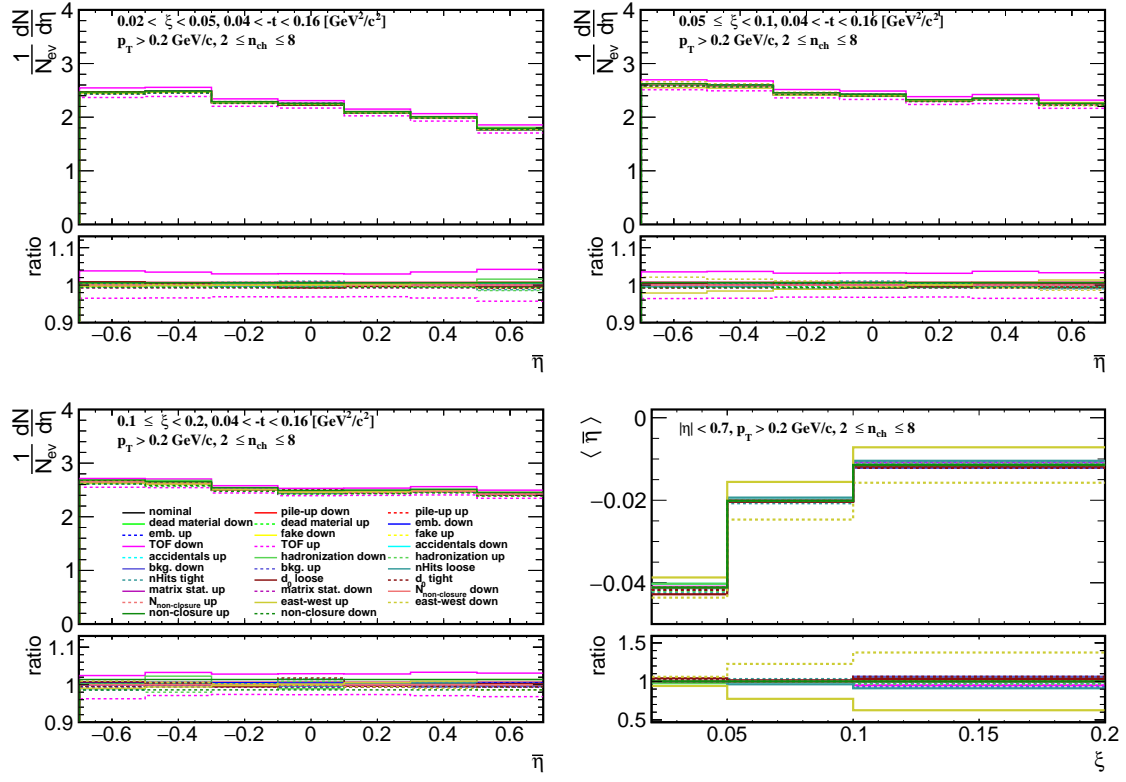 0.02 < ξ < 0.05, 0.04 < -t < 0.16 [GeV²/c²]
p_T > 0.2 GeV/c, 2 ≤ n_ch ≤ 8
1/N_ev dN/dη
4
3
2
1
0
ratio
1.1
1
0.9
−0.6 −0.4 −0.2 0 0.2 0.4 0.6
η̅
0.05 ≤ ξ < 0.1, 0.04 < -t < 0.16 [GeV²/c²]
p_T > 0.2 GeV/c, 2 ≤ n_ch ≤ 8
1/N_ev dN/dη
4
3
2
1
0
ratio
1.1
1
0.9
−0.6 −0.4 −0.2 0 0.2 0.4 0.6
η̅
0.1 ≤ ξ < 0.2, 0.04 < -t < 0.16 [GeV²/c²]
p_T > 0.2 GeV/c, 2 ≤ n_ch ≤ 8
1/N_ev dN/dη
4
3
2
1
0
nominal pile-up down pile-up up
dead material down dead material up emb. down
emb. up fake down fake up
TOF down TOF up accidentals down
accidentals up hadronization down hadronization up
bkg. down bkg. up nHits loose
nHits tight d_0 loose d_0 tight
matrix stat. up matrix stat. down N_non-closure down
N_non-closure up east-west up east-west down
non-closure up non-closure down
ratio
1.1
1
0.9
−0.6 −0.4 −0.2 0 0.2 0.4 0.6
η̅
|η| < 0.7, p_T > 0.2 GeV/c, 2 ≤ n_ch ≤ 8
⟨ η̅ ⟩
0
−0.02
−0.04
ratio
1.5
1
0.5
0.05 0.1 0.15 0.2
ξ